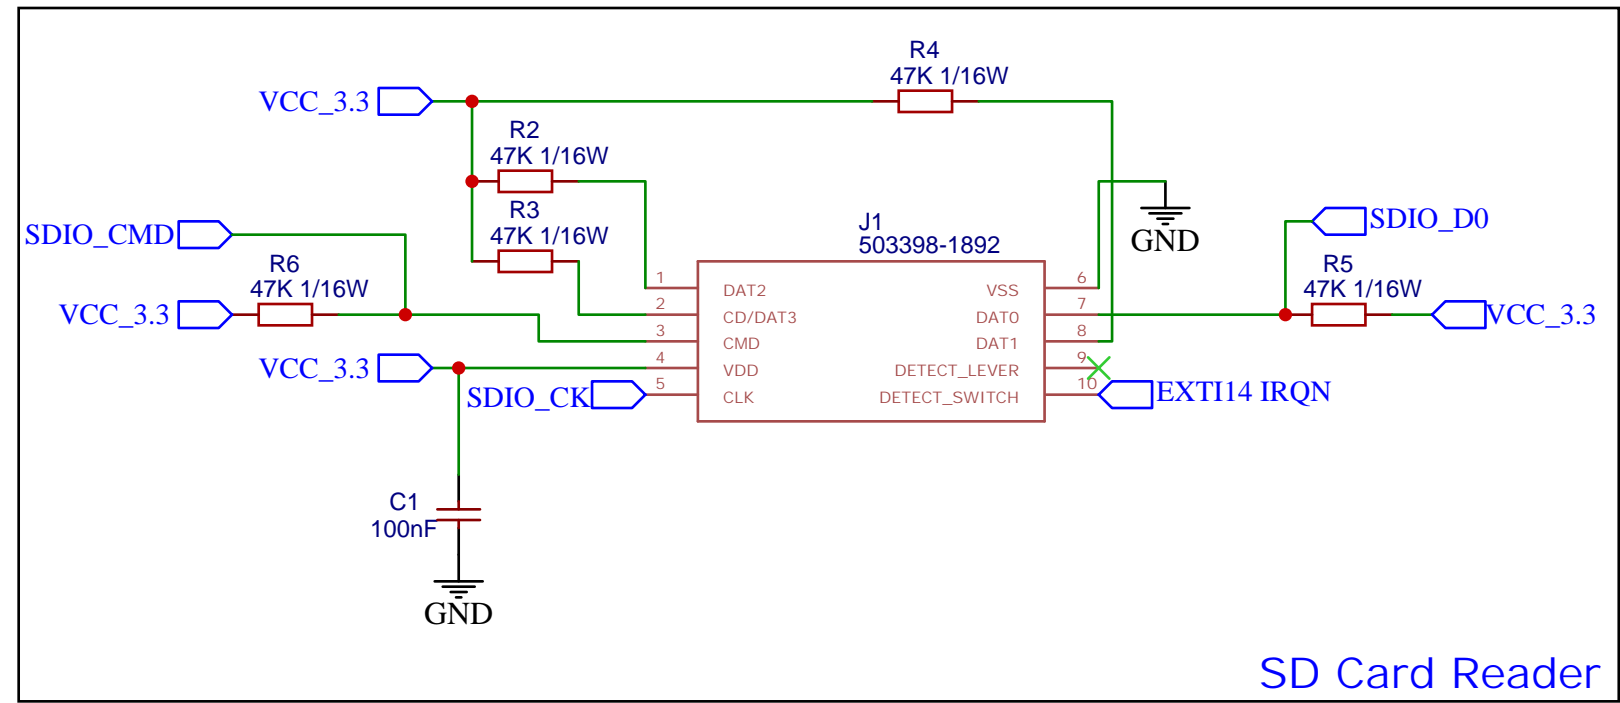 R4
47K 1/16W
VCC_3.3
R2
47K 1/16W
R3
47K 1/16W
SDIO_CMD
R6
47K 1/16W
VCC_3.3
VCC_3.3
SDIO_CK
J1
503398-1892
1
2
3
4
5
DAT2
CD/DAT3
CMD
VDD
CLK
VSS
DAT0
DAT1
DETECT_LEVER
DETECT_SWITCH
6
7
8
9
10
GND
SDIO_D0
R5
47K 1/16W
VCC_3.3
EXTI14 IRQN
C1
100nF
GND
SD Card Reader